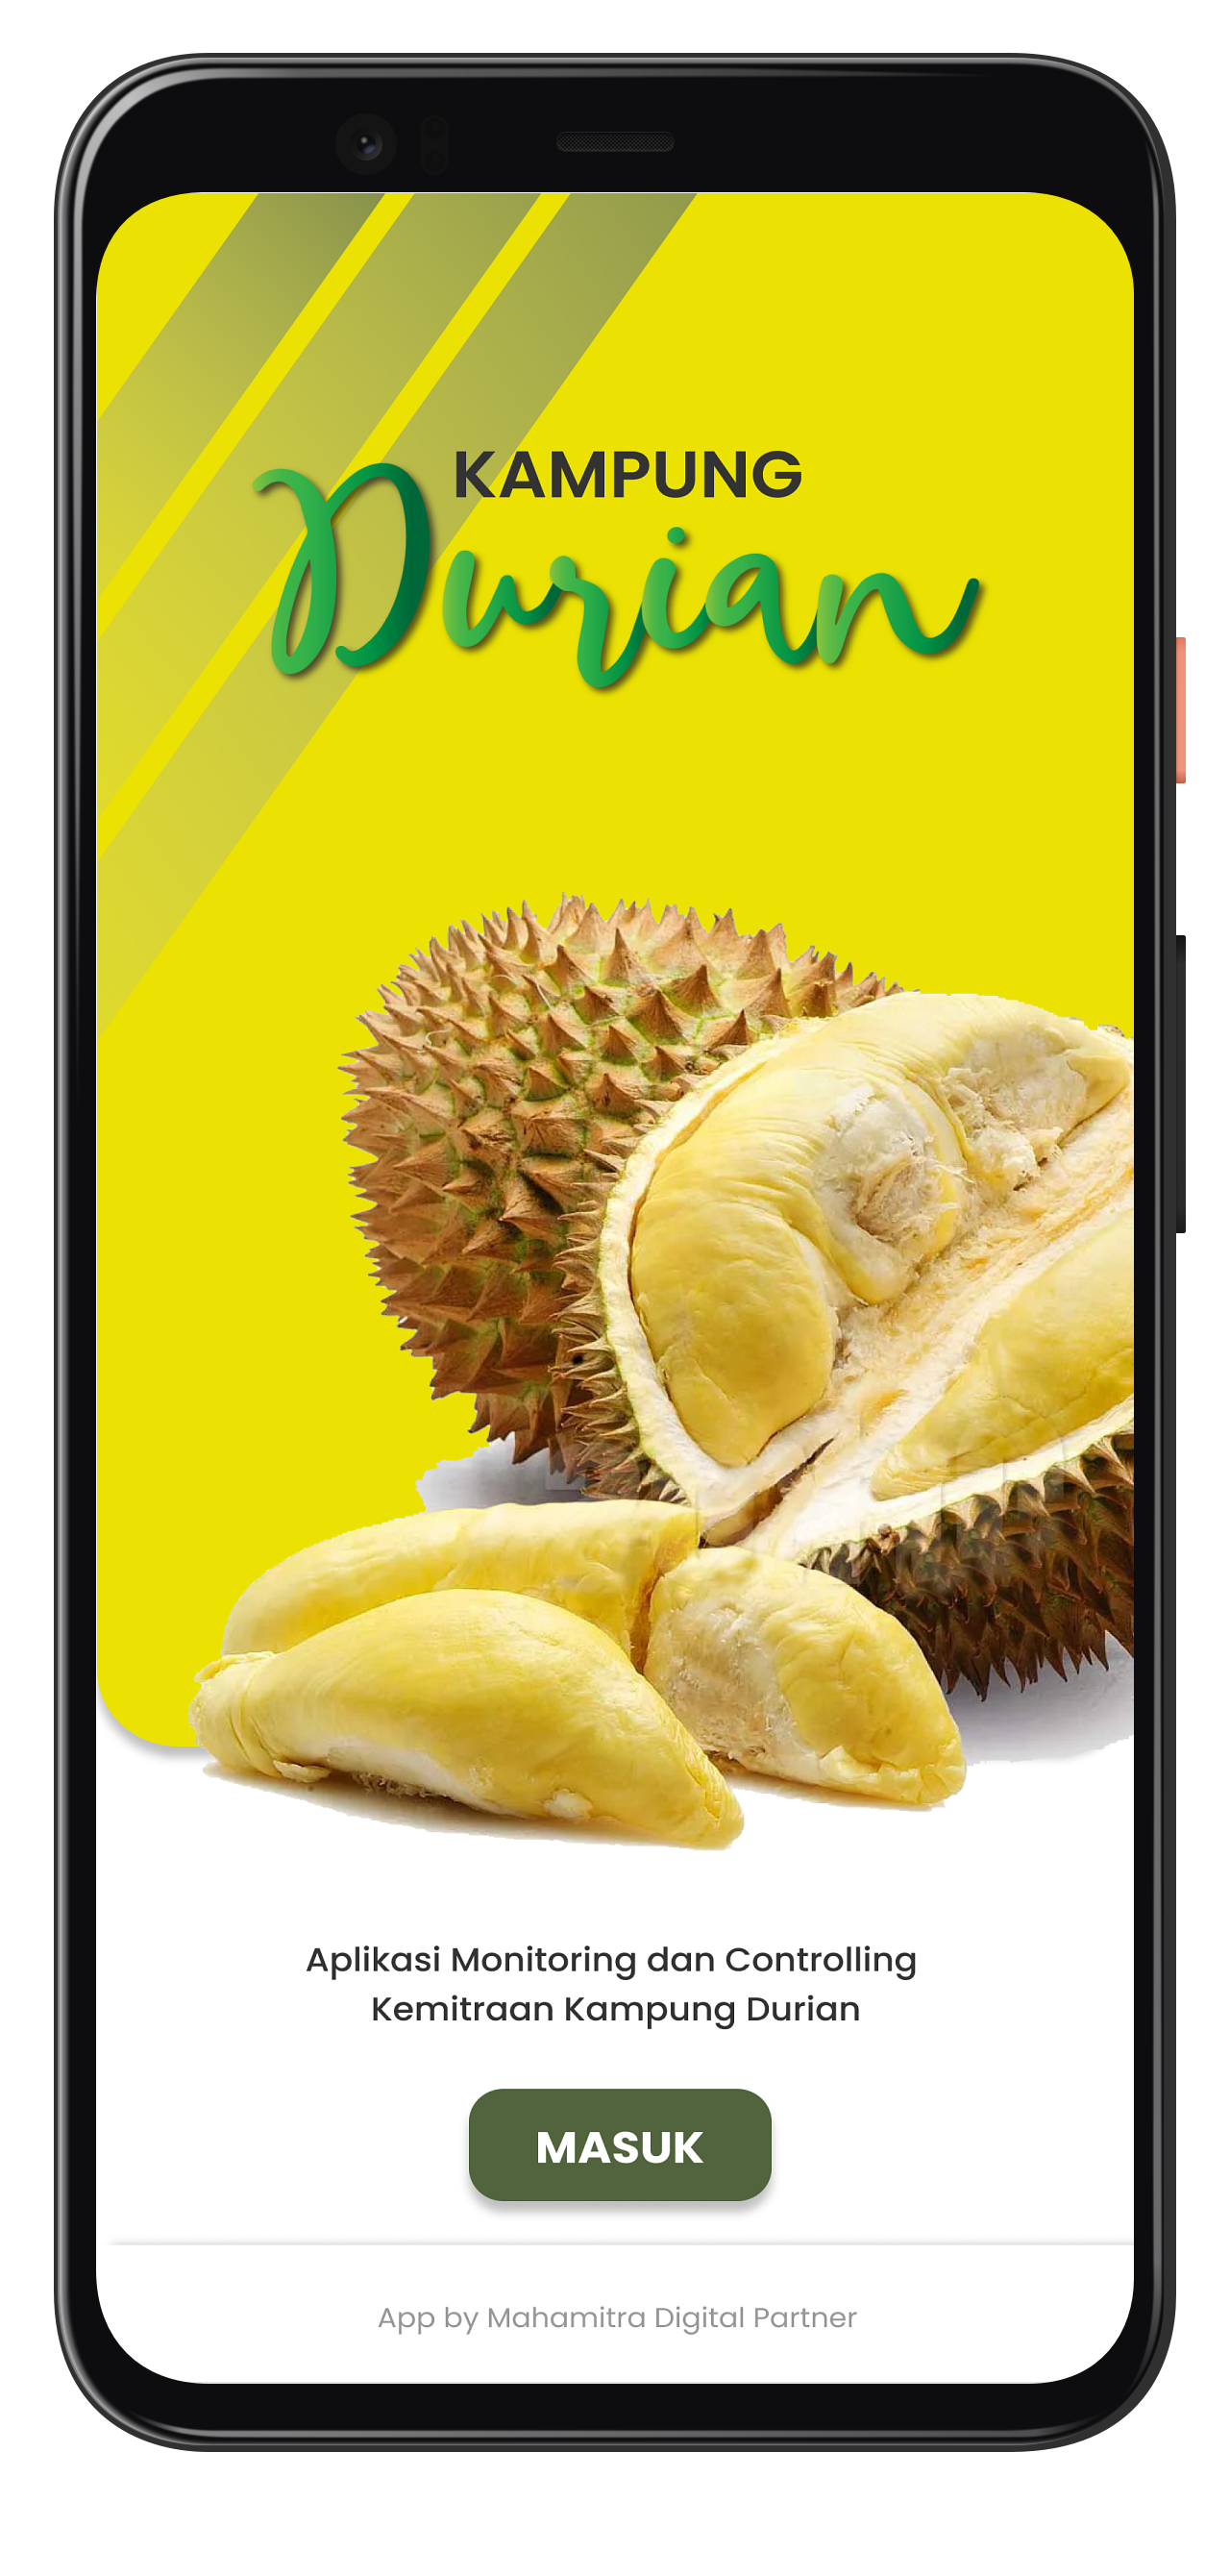 KAMPUNG
Durian
Aplikasi Monitoring dan Controlling
Kemitraan Kampung Durian
MASUK
App by Mahamitra Digital Partner